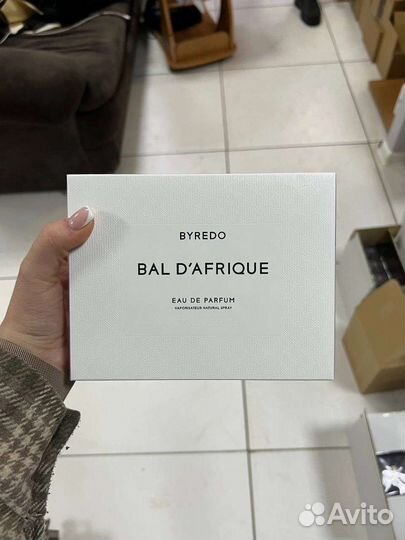 BYREDO
BAL D'AFRIQUE
EAU DE PARFUM
VAPORISATEUR NATURAL SPRAY
Avito